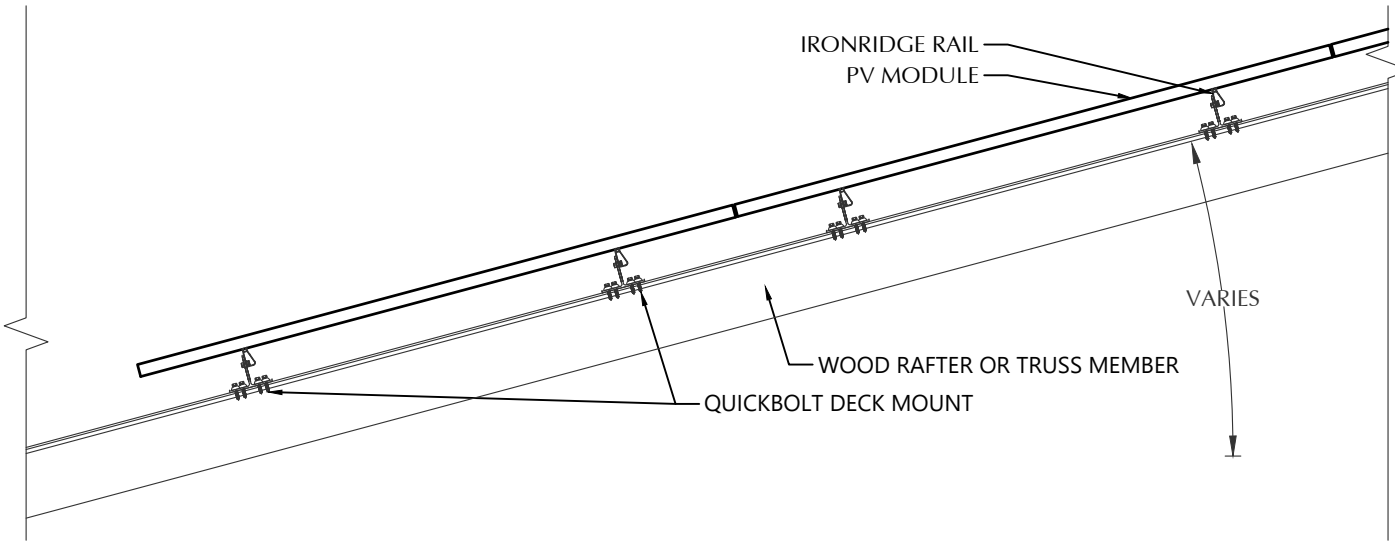 IRONRIDGE RAIL
PV MODULE
VARIES
WOOD RAFTER OR TRUSS MEMBER
QUICKBOLT DECK MOUNT